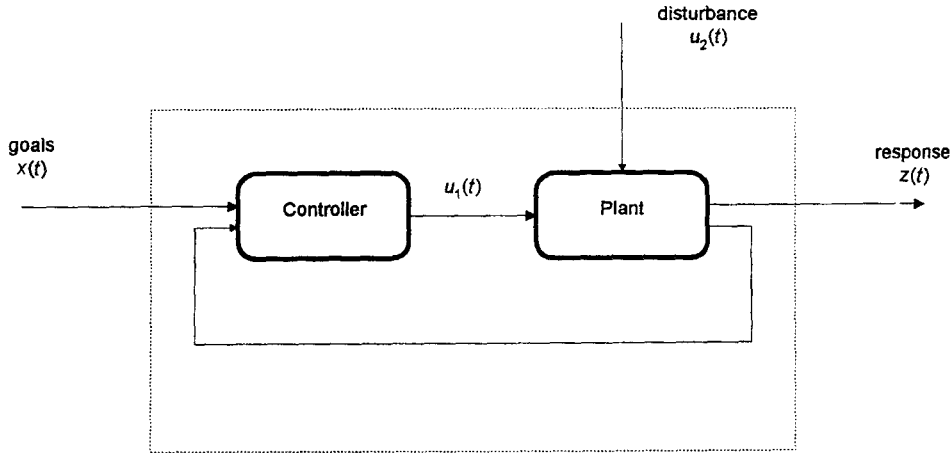 disturbance
u₂(t)
goals
x(t)
response
z(t)
Controller
u₁(t)
Plant